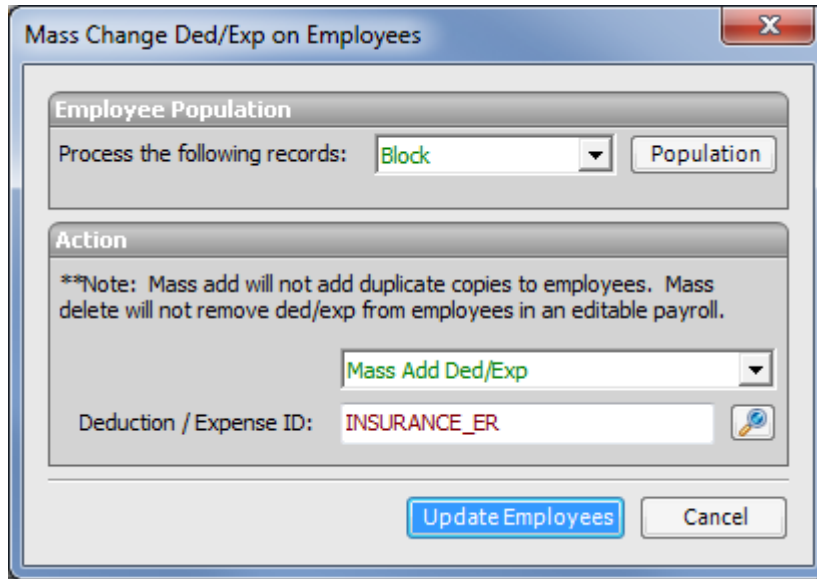 Mass Change Ded/Exp on Employees
Employee Population
Process the following records: Block Population
Action
**Note: Mass add will not add duplicate copies to employees. Mass
delete will not remove ded/exp from employees in an editable payroll.
Mass Add Ded/Exp
Deduction / Expense ID: INSURANCE_ER
Update Employees Cancel